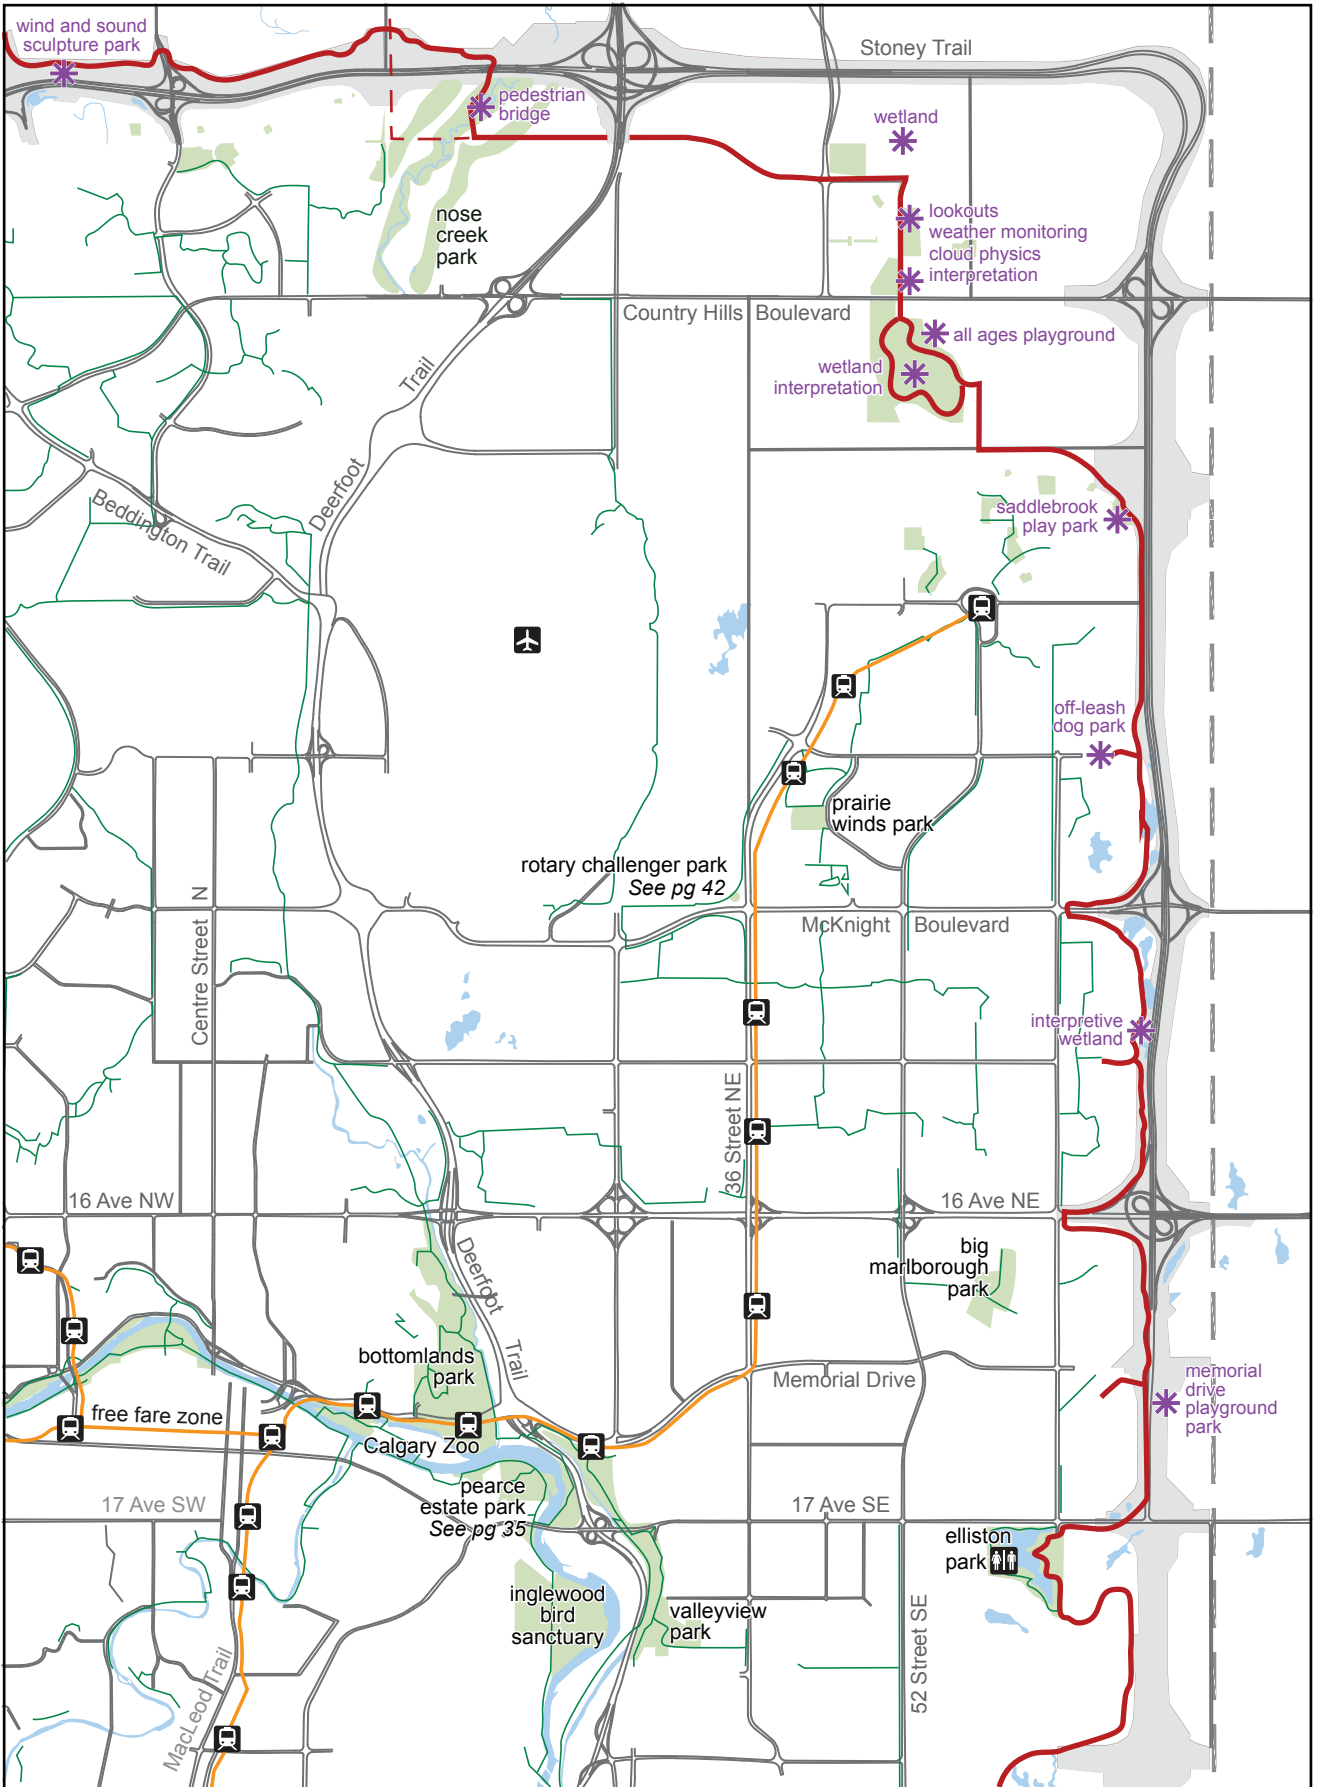 wind and sound
sculpture park
Stoney Trail
pedestrian
bridge
wetland
nose
creek
park
lookouts
weather monitoring
cloud physics
interpretation
Country Hills
Boulevard
all ages playground
wetland
interpretation
Trail
Deerfoot
Beddington Trail
saddlebrook
play park
off-leash
dog park
prairie
winds park
rotary challenger park
See pg 42
McKnight
Boulevard
Centre Street
N
interpretive
wetland
36 Street NE
16 Ave NW
16 Ave NE
Deerfoot
Trail
big
marlborough
park
bottomlands
park
Memorial Drive
memorial
drive
playground
park
free fare zone
Calgary Zoo
pearce
estate park
See pg 35
17 Ave SW
17 Ave SE
elliston
park
inglewood
bird
sanctuary
valleyview
park
52 Street SE
MacLeod Trail